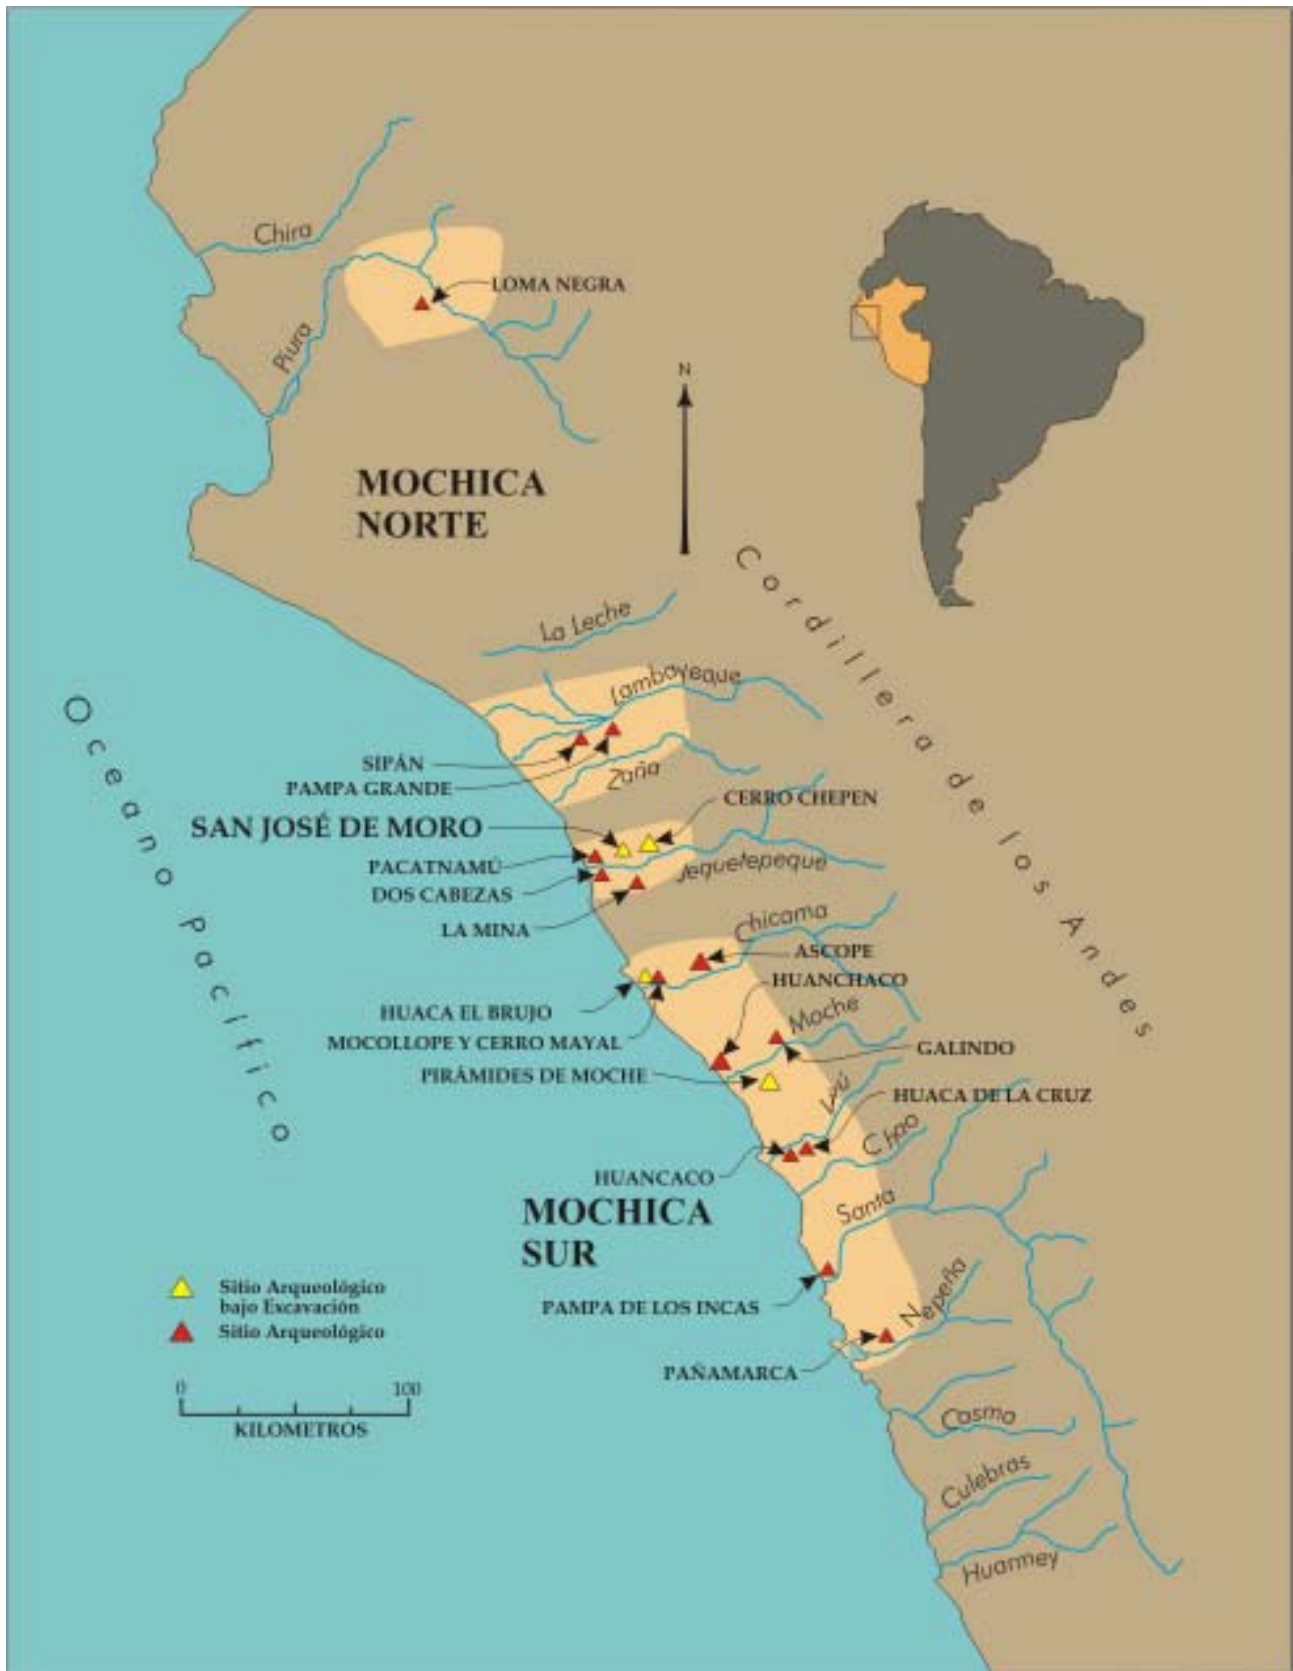 Chira
LOMA NEGRA
Piura
N
MOCHICA
NORTE
Cordillera de los Andes
La Leche
Lambayeque
Oceano Pacifico
SIPÁN
Zaña
PAMPA GRANDE
CERRO CHEPEN
SAN JOSÉ DE MORO
PACATNAMÚ
Jequetepeque
DOS CABEZAS
LA MINA
Chicama
ASCOPE
HUANCHACO
HUACA EL BRUJO
Moche
MOCOLLOPE Y CERRO MAYAL
GALINDO
PIRÁMIDES DE MOCHE
HUACA DE LA CRUZ
Chao
HUANCACO
MOCHICA
SUR
Santa
Sitio Arqueológico
bajo Excavación
Sitio Arqueológico
PAMPA DE LOS INCAS
Nepeña
PAÑAMARCA
0 100
KILOMETROS
Casma
Culebras
Huarmey